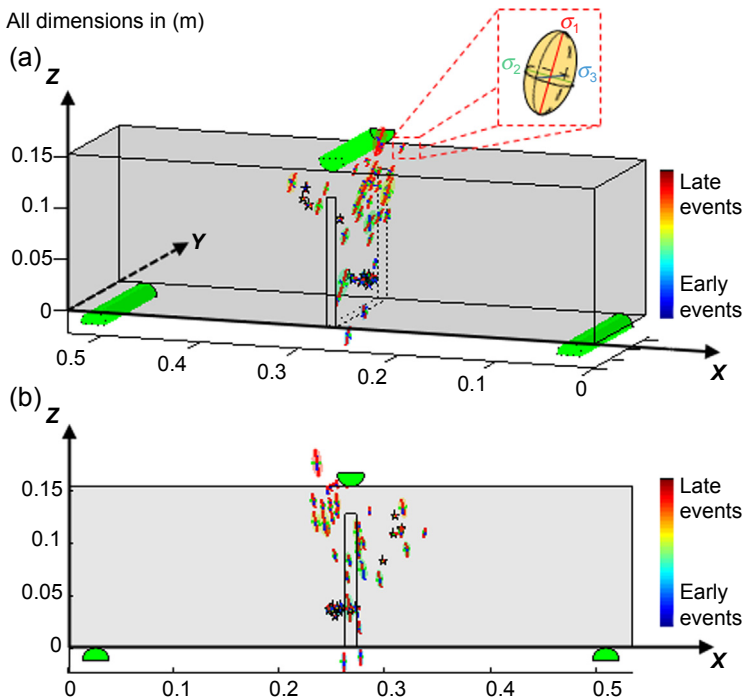 All dimensions in (m)
(a)
Z
σ1
σ2
σ3
0.15
0.1
0.05
0
Y
Late
events
Early
events
0.5
0.4
0.3
0.2
0.1
0
X
(b)
Z
0.15
0.1
0.05
0
Late
events
Early
events
X
0
0.1
0.2
0.3
0.4
0.5